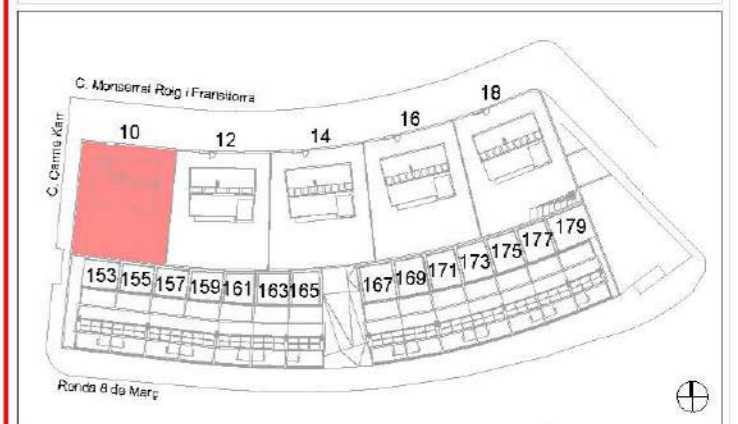 C. Monserrat Roig i Fransitorra
C. Carme Karr
10
12
14
16
18
153 155 157 159 161 163 165
167 169 171 173 175 177 179
Ronda 8 de Març